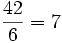 42/6 = 7